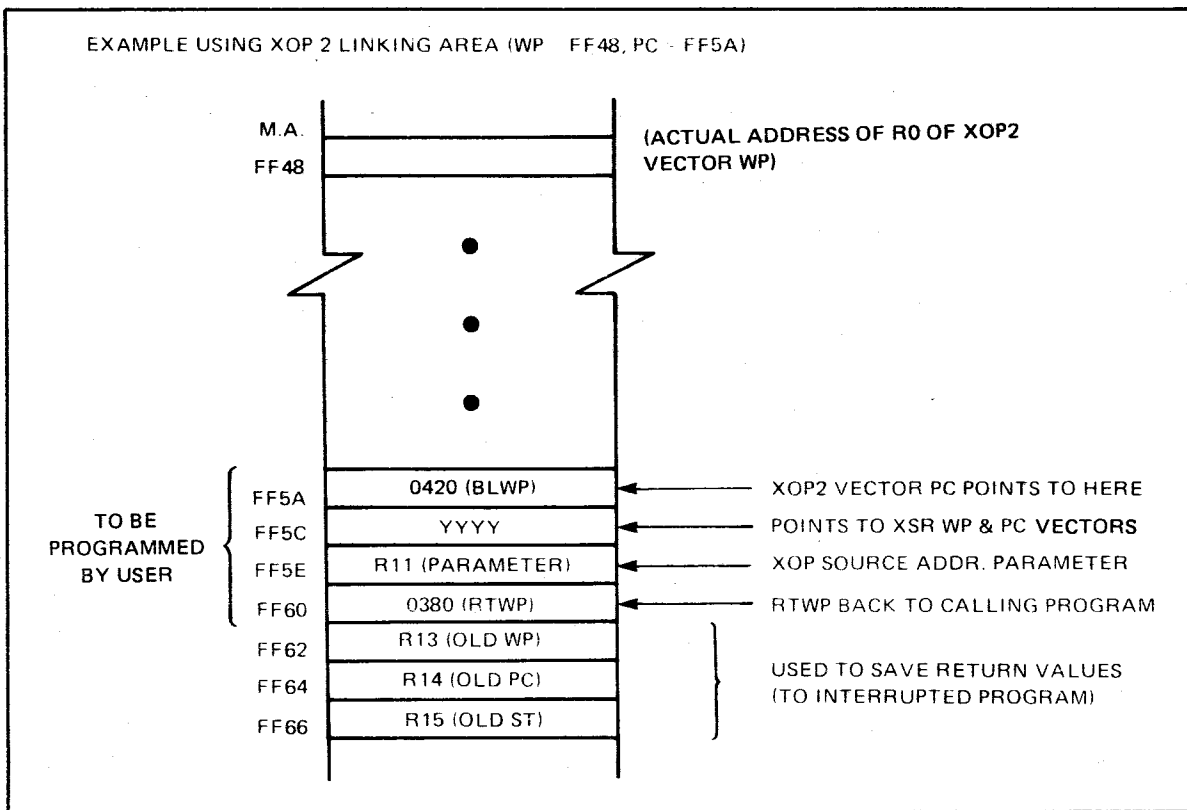 EXAMPLE USING XOP 2 LINKING AREA (WP FF48, PC - FF5A)
M.A.
FF48
(ACTUAL ADDRESS OF R0 OF XOP2
VECTOR WP)
TO BE
PROGRAMMED
BY USER
FF5A
0420 (BLWP)
XOP2 VECTOR PC POINTS TO HERE
FF5C
YYYY
POINTS TO XSR WP & PC VECTORS
FF5E
R11 (PARAMETER)
XOP SOURCE ADDR. PARAMETER
FF60
0380 (RTWP)
RTWP BACK TO CALLING PROGRAM
FF62
R13 (OLD WP)
FF64
R14 (OLD PC)
FF66
R15 (OLD ST)
USED TO SAVE RETURN VALUES
(TO INTERRUPTED PROGRAM)